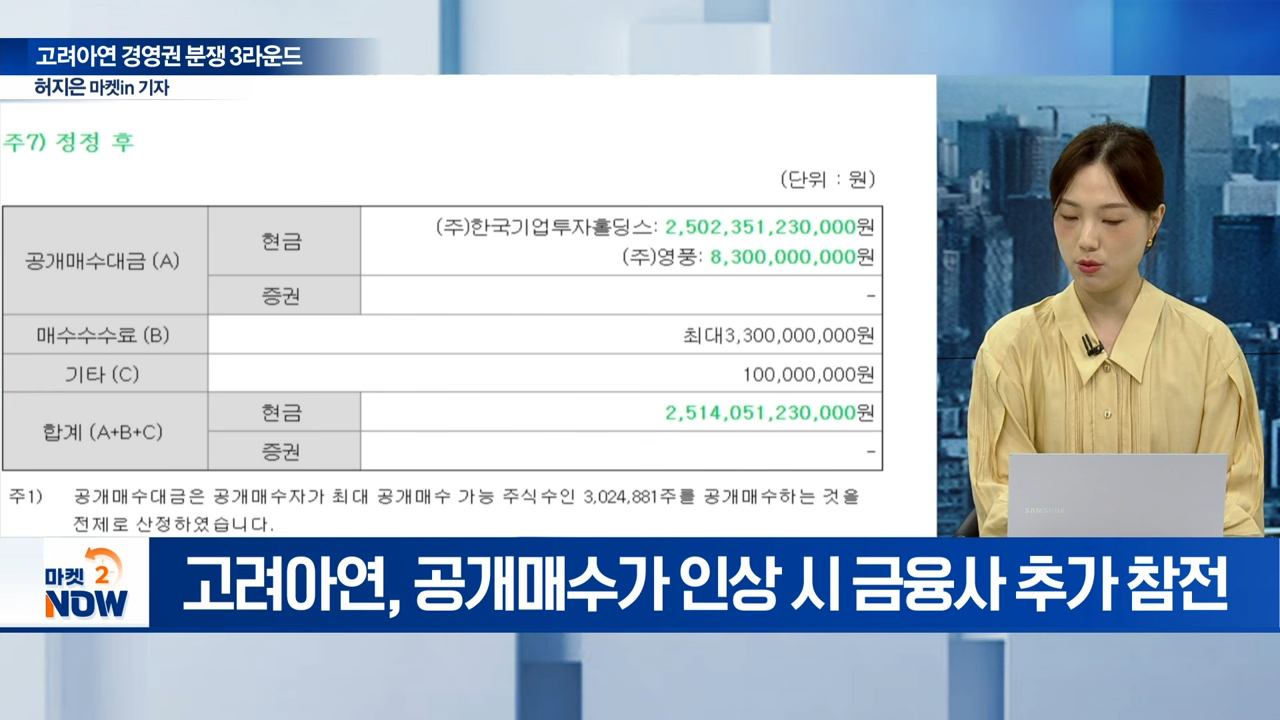 고려아연 경영권 분쟁 3라운드
허지은 마켓in 기자
주7) 정정 후
(단위 : 원)
공개매수대금 (A)
현금
(주)한국기업투자홀딩스: 2,502,351,230,000원
(주)영풍: 8,300,000,000원
증권
-
매수수수료 (B)
최대3,300,000,000원
기타 (C)
100,000,000원
합계 (A+B+C)
현금
2,514,051,230,000원
증권
-
주1) 공개매수대금은 공개매수자가 최대 공개매수 가능 주식수인 3,024,881주를 공개매수하는 것을
전제로 산정하였습니다.
SAMSUNG
마켓 2
NOW
고려아연, 공개매수가 인상 시 금융사 추가 참전